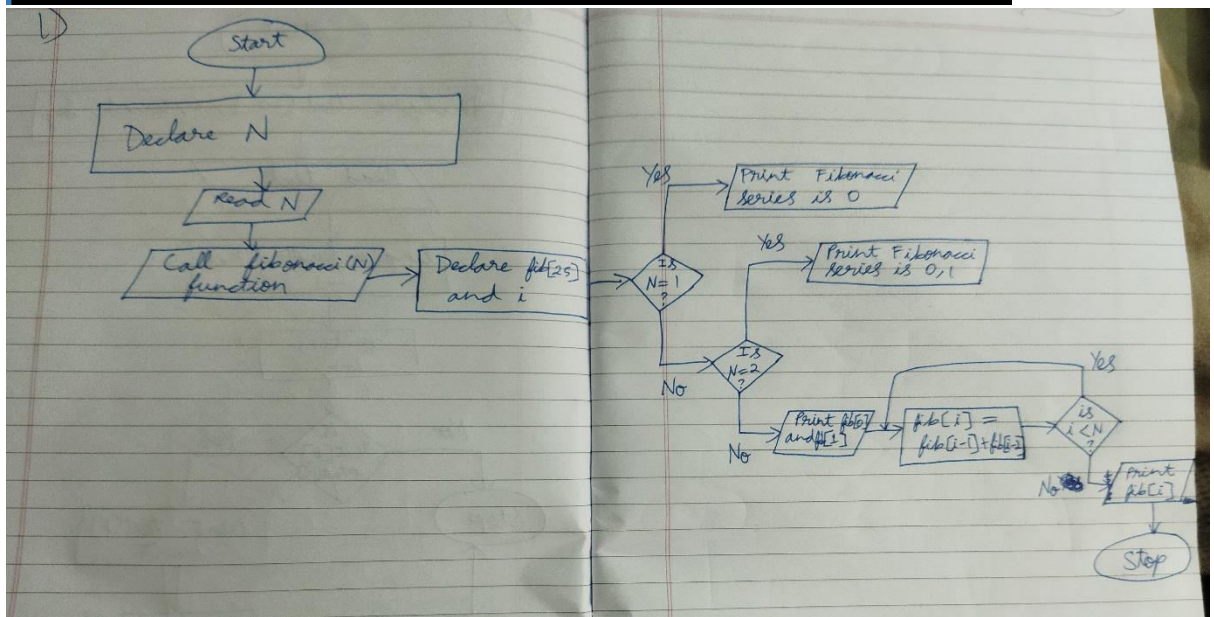 1)
Start
Declare N
Read N
Call fibonacci(N)
function
Declare fib[25]
and i
Is
N=1
?
Yes
Print Fibonacci
series is 0
No
Is
N=2
?
Yes
Print Fibonacci
series is 0,1
No
Print fib[0]
and fib[1]
fib[i] =
fib[i-1]+fib[i-2]
is
i<N
?
Yes
No
Print
fib[i]
Stop